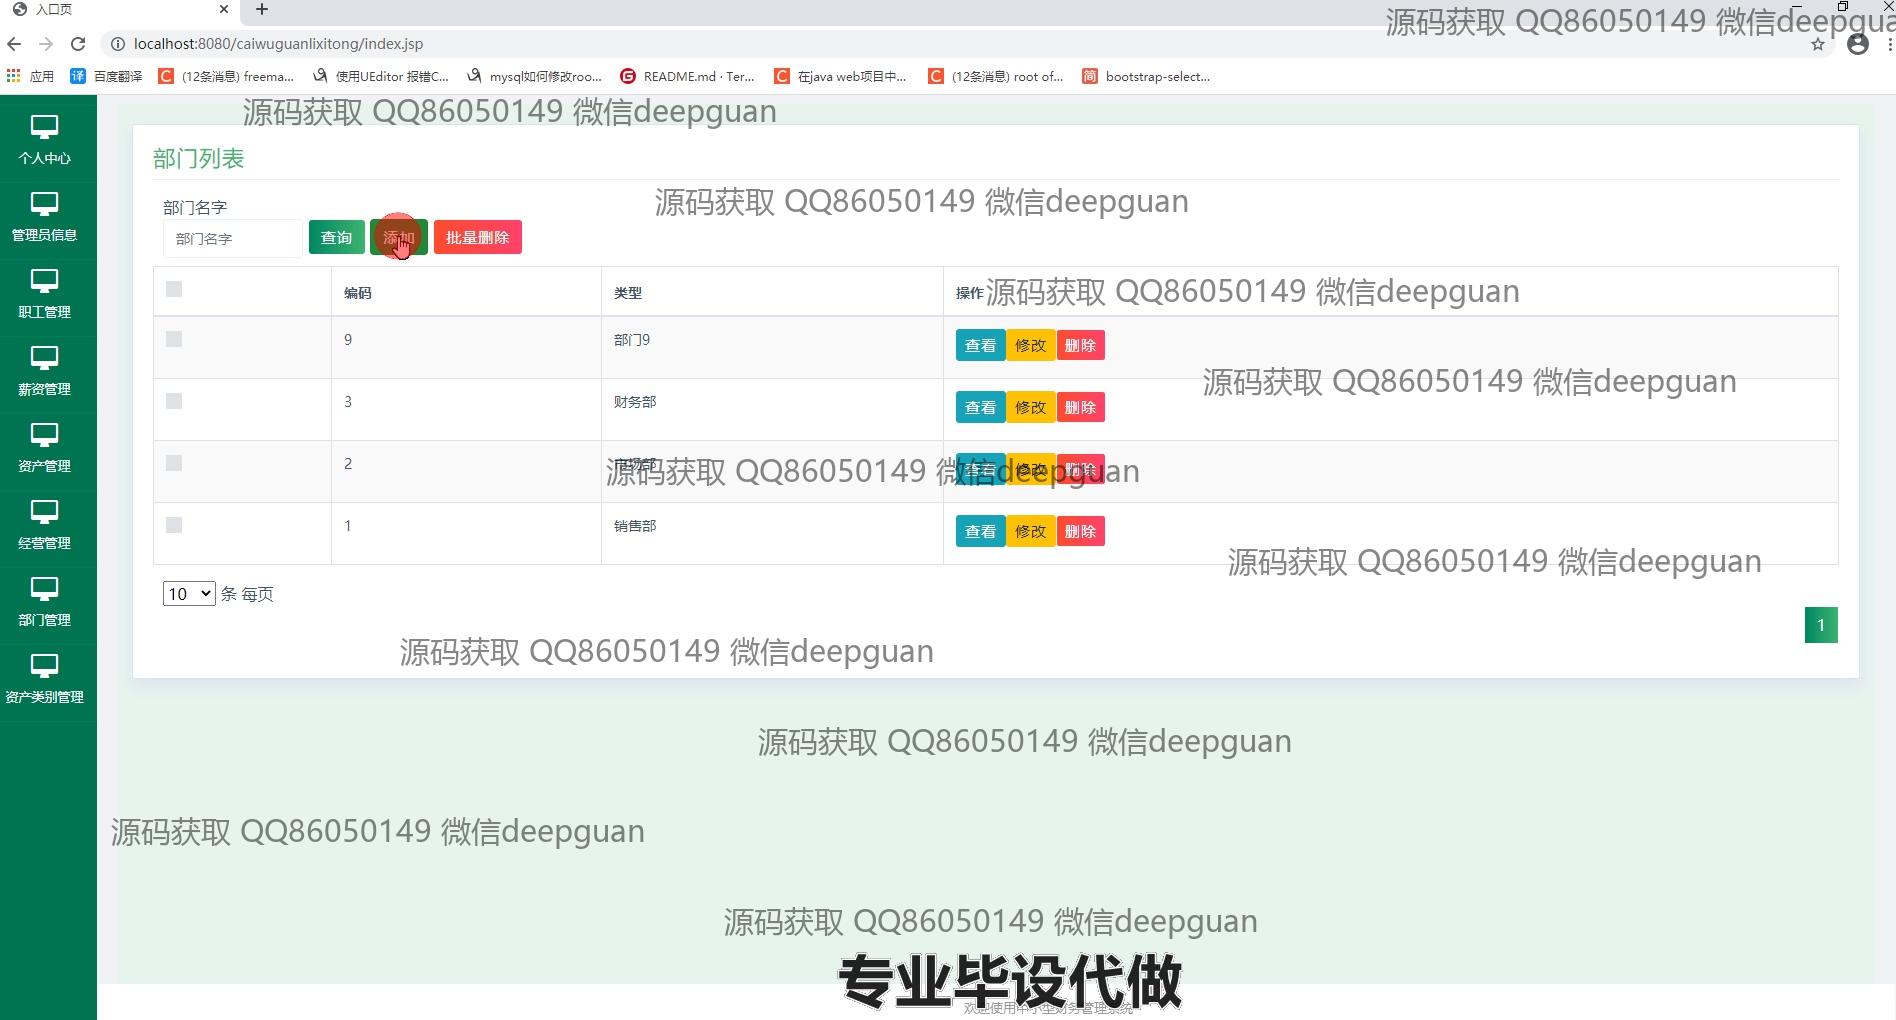 入口页
源码获取 QQ86050149 微信deepgua
localhost:8080/caiwuguanlixitong/index.jsp
应用 百度翻译 (12条消息) freema... 使用UEditor 报错C... mysql如何修改roo... README.md · Ter... 在java web项目中... (12条消息) root of... bootstrap-select...
源码获取 QQ86050149 微信deepguan
个人中心
部门列表
源码获取 QQ86050149 微信deepguan
部门名字
管理员信息
部门名字 查询 添加 批量删除
编码 类型 操作
源码获取 QQ86050149 微信deepguan
职工管理
9 部门9 查看 修改 删除
源码获取 QQ86050149 微信deepguan
薪资管理
3 财务部 查看 修改 删除
资产管理
2 市场部 查看 修改 删除
源码获取 QQ86050149 微信deepguan
1 销售部 查看 修改 删除
经营管理
源码获取 QQ86050149 微信deepguan
10 条 每页
部门管理
1
源码获取 QQ86050149 微信deepguan
资产类别管理
源码获取 QQ86050149 微信deepguan
源码获取 QQ86050149 微信deepguan
源码获取 QQ86050149 微信deepguan
专业毕设代做
欢迎使用中小型财务管理系统